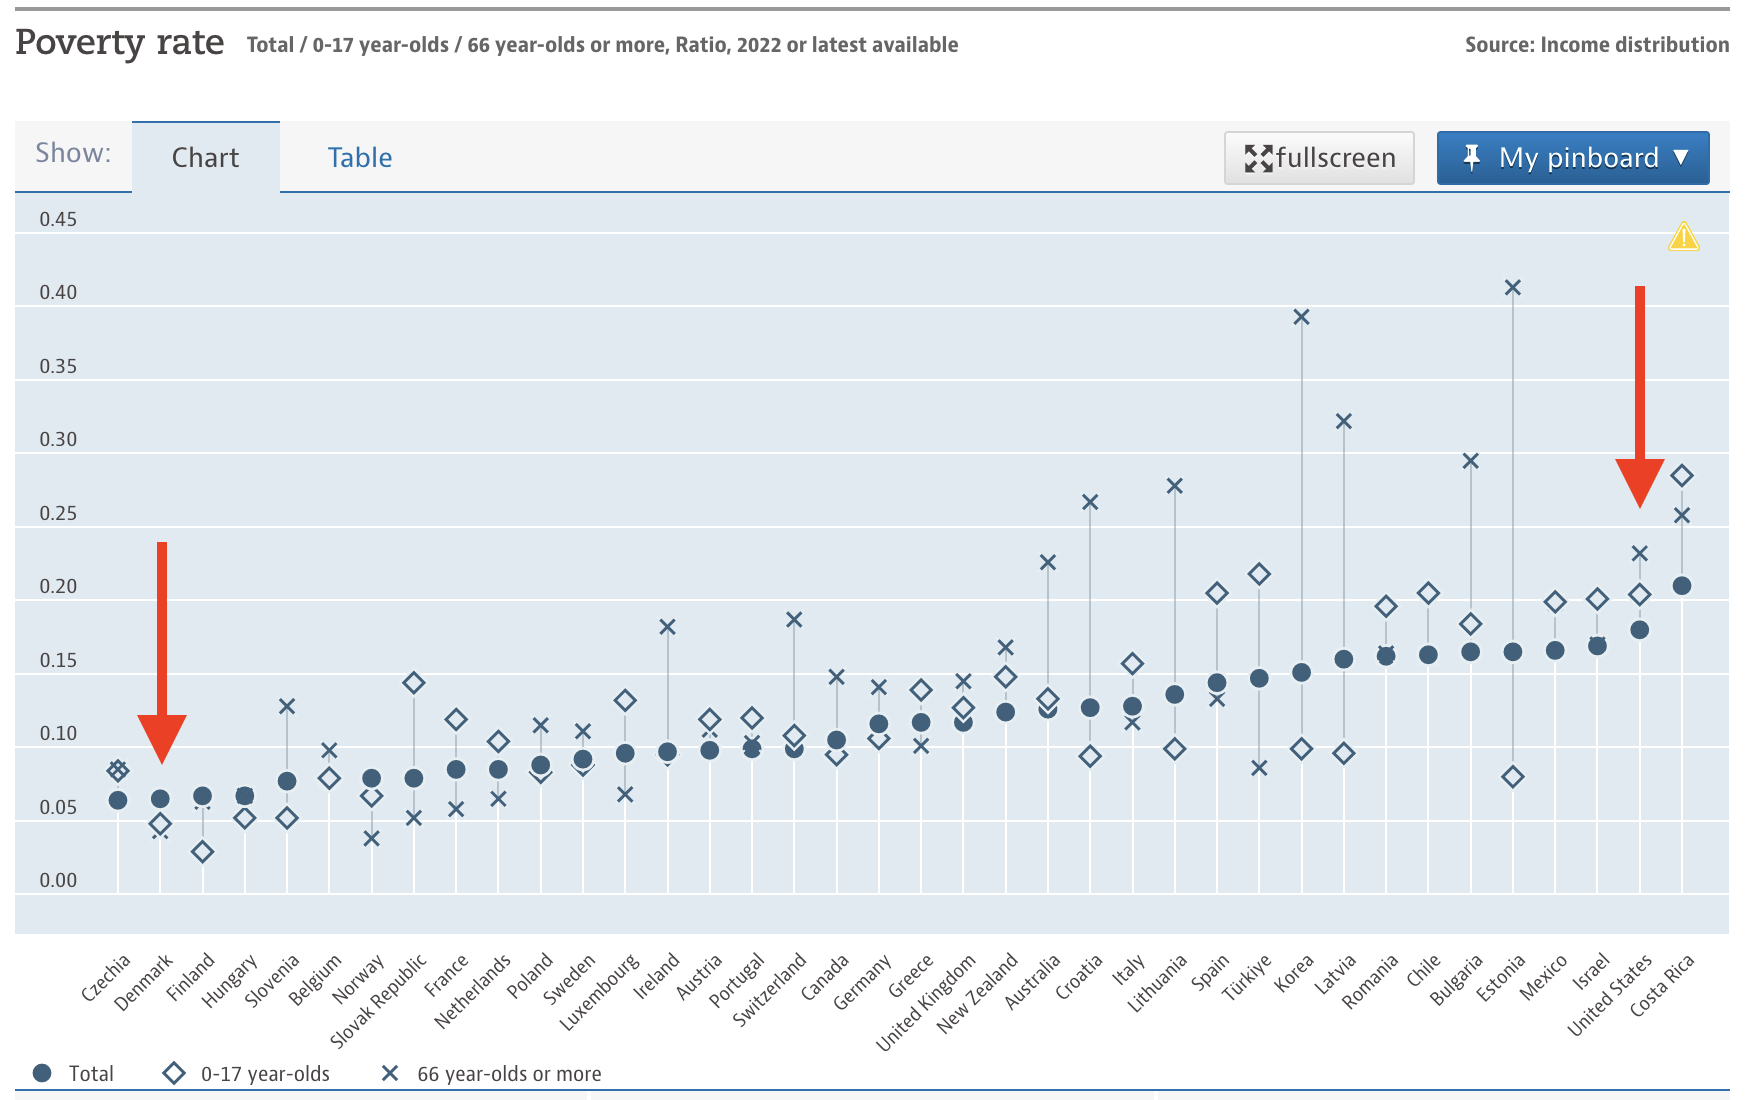 Poverty rate Total / 0-17 year-olds / 66 year-olds or more, Ratio, 2022 or latest available Source: Income distribution
Show: Chart Table fullscreen My pinboard ▼
0.45
0.40
0.35
0.30
0.25
0.20
0.15
0.10
0.05
0.00
Czechia
Denmark
Finland
Hungary
Slovenia
Belgium
Norway
Slovak Republic
France
Netherlands
Poland
Sweden
Luxembourg
Ireland
Austria
Portugal
Switzerland
Canada
Germany
Greece
United Kingdom
New Zealand
Australia
Croatia
Italy
Lithuania
Spain
Türkiye
Korea
Latvia
Romania
Chile
Bulgaria
Estonia
Mexico
Israel
United States
Costa Rica
Total 0-17 year-olds 66 year-olds or more